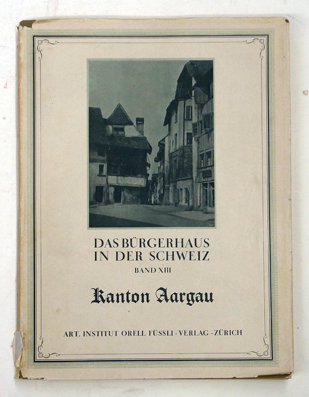 DAS BÜRGERHAUS
IN DER SCHWEIZ
BAND XIII
Kanton Aargau
ART. INSTITUT ORELL FÜSSLI - VERLAG - ZÜRICH